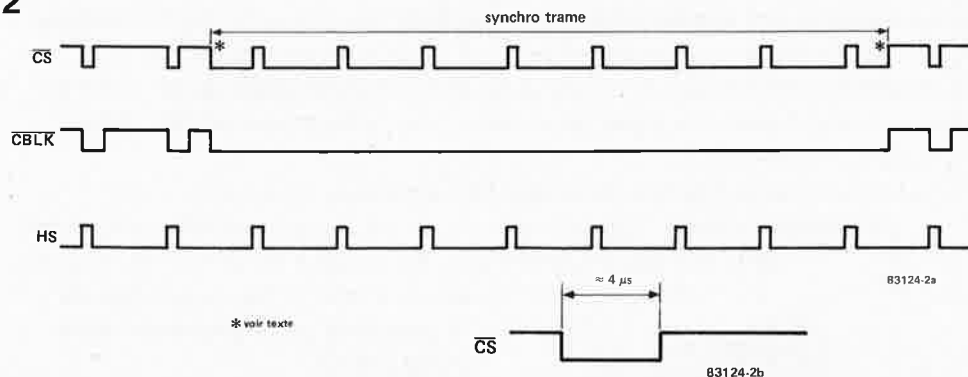 2
synchro trame
CS
*
*
CBLK
HS
83124-2a
≈ 4 µs
* voir texte
CS
83124-2b